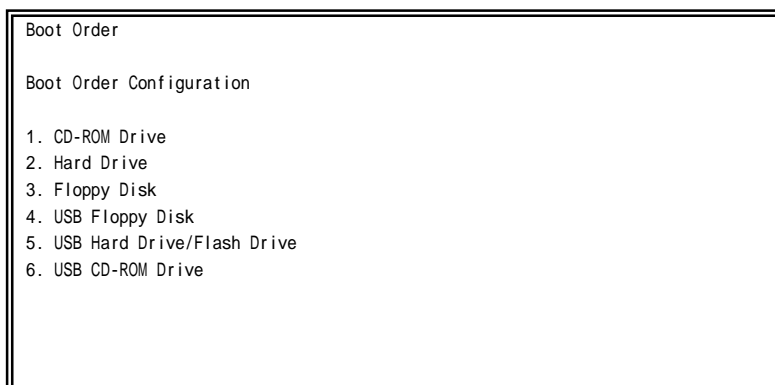 Boot Order
Boot Order Configuration
1. CD-ROM Drive
2. Hard Drive
3. Floppy Disk
4. USB Floppy Disk
5. USB Hard Drive/Flash Drive
6. USB CD-ROM Drive